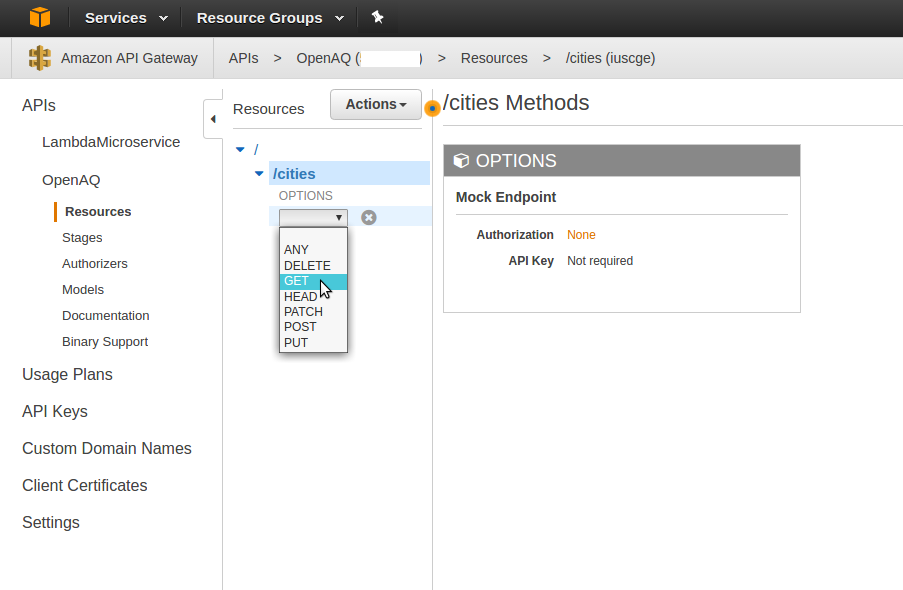 Services Resource Groups
Amazon API Gateway APIs > OpenAQ ( ) > Resources > /cities (iuscge)
APIs
LambdaMicroservice
OpenAQ
Resources
Stages
Authorizers
Models
Documentation
Binary Support
Usage Plans
API Keys
Custom Domain Names
Client Certificates
Settings
Resources Actions
/
/cities
OPTIONS
ANY
DELETE
GET
HEAD
PATCH
POST
PUT
/cities Methods
OPTIONS
Mock Endpoint
Authorization None
API Key Not required